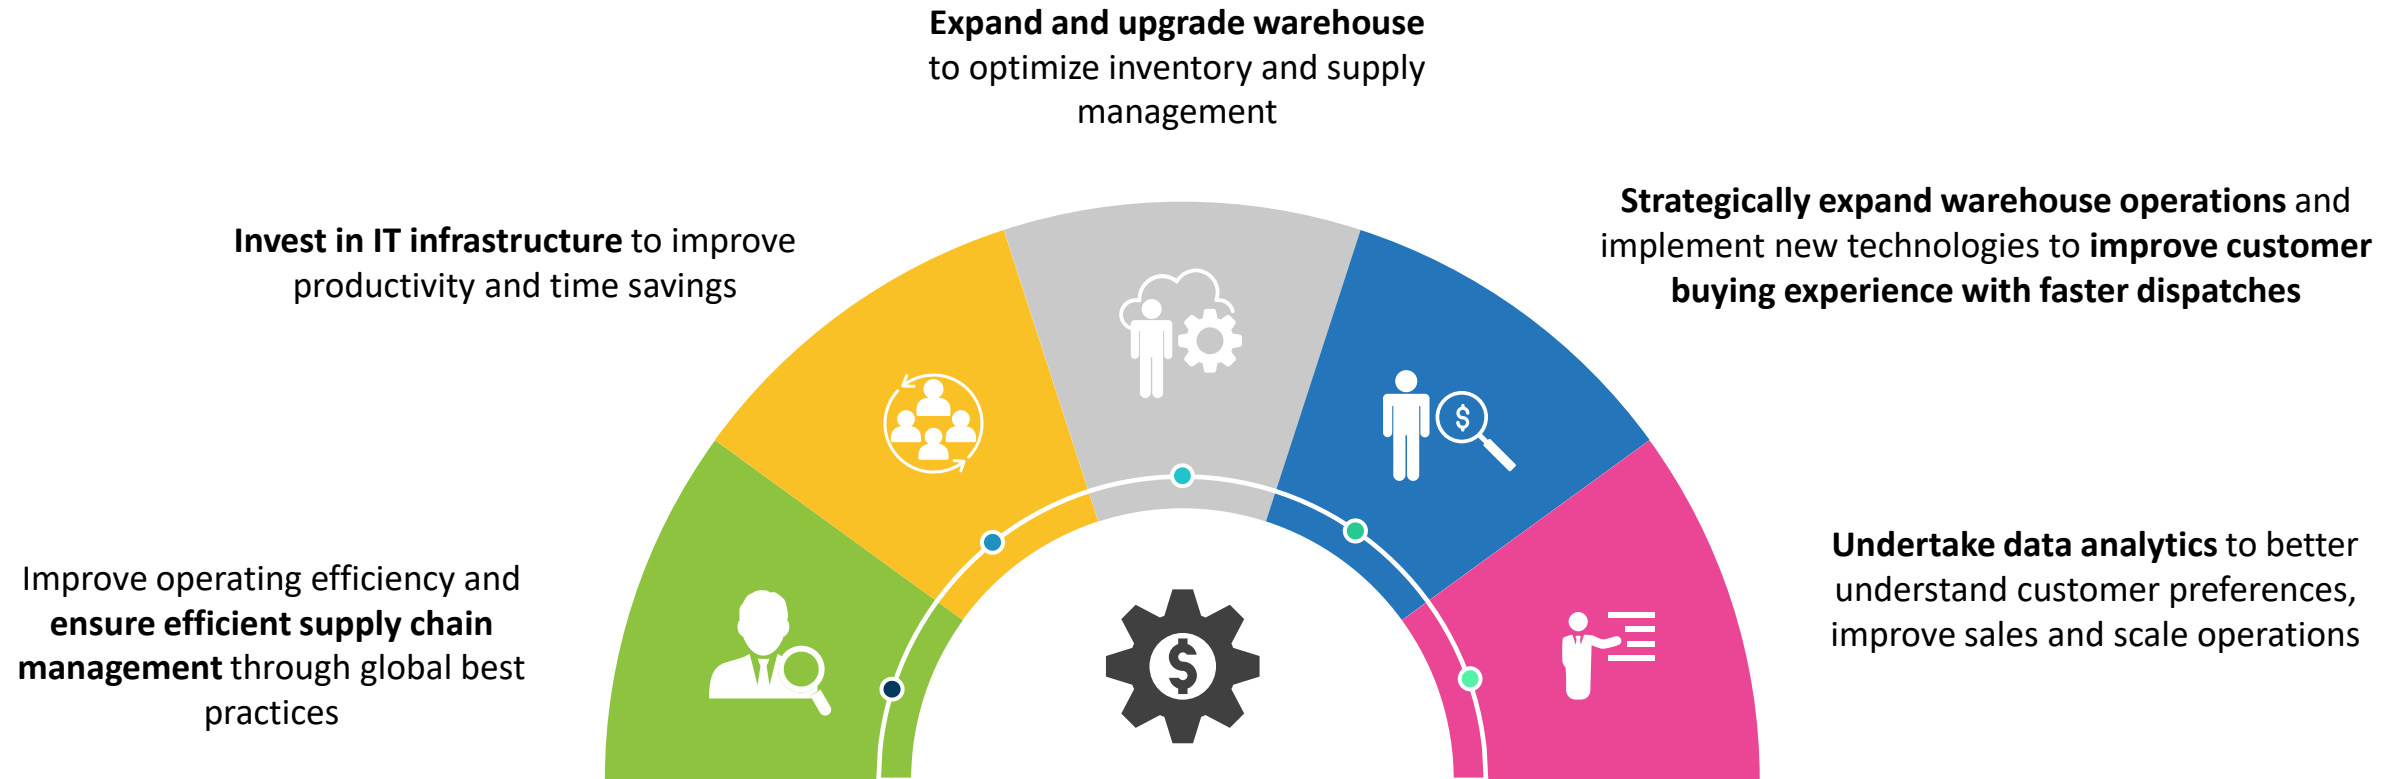 Expand and upgrade warehouse
to optimize inventory and supply
management
Invest in IT infrastructure to improve
productivity and time savings
Strategically expand warehouse operations and
implement new technologies to improve customer
buying experience with faster dispatches
Improve operating efficiency and
ensure efficient supply chain
management through global best
practices
Undertake data analytics to better
understand customer preferences,
improve sales and scale operations
$
$